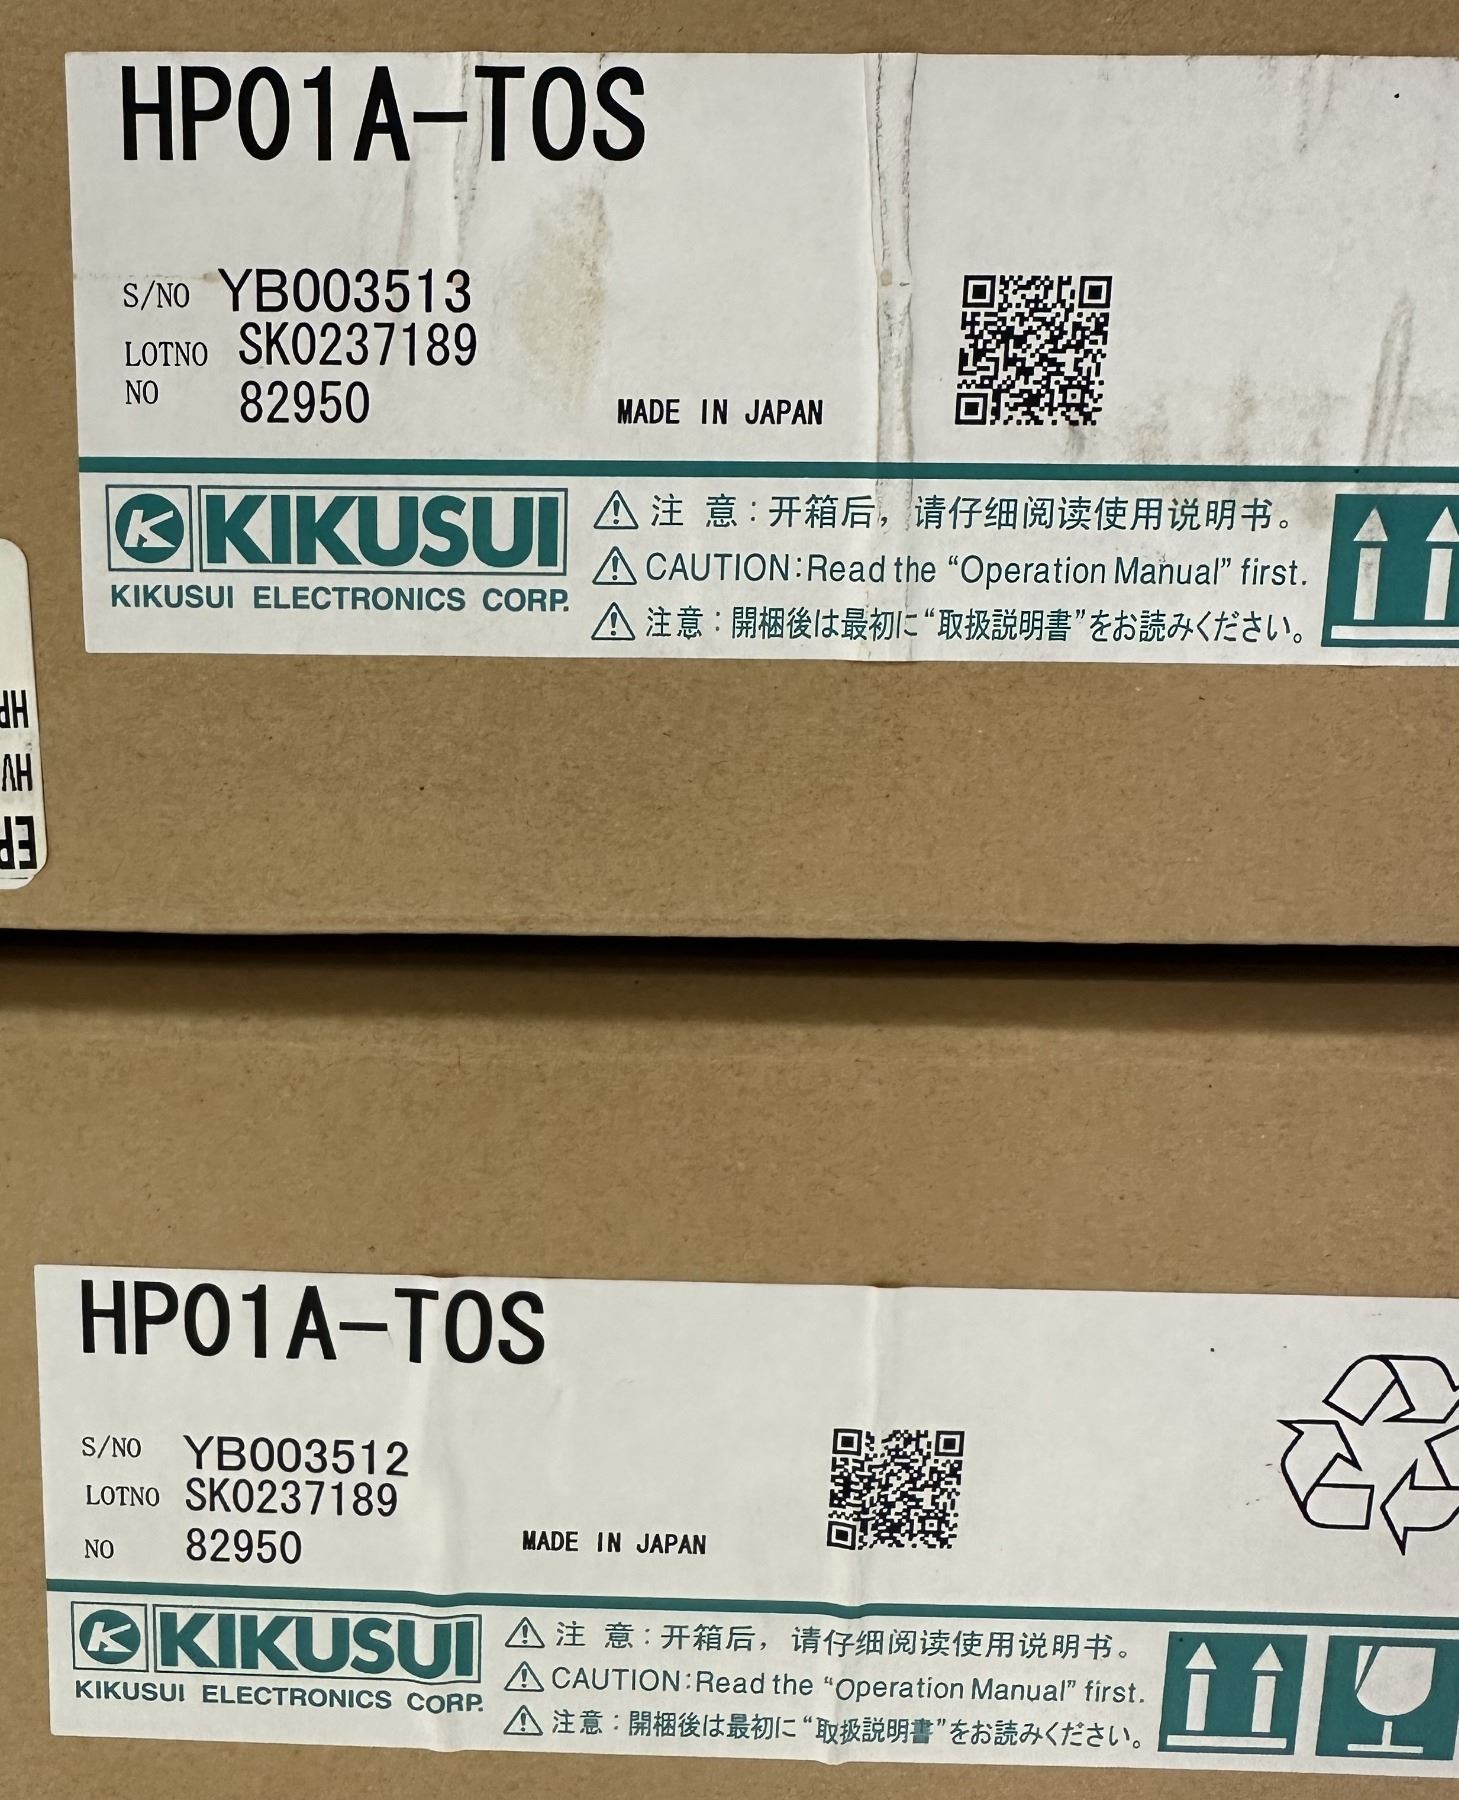 HP01A-TOS
S/NO YB003513
LOTNO SK0237189
NO 82950
MADE IN JAPAN
KIKUSUI
KIKUSUI ELECTRONICS CORP.
注 意：开箱后，请仔细阅读使用说明书。
CAUTION:Read the “Operation Manual” first.
注意：開梱後は最初に“取扱説明書”をお読みください。
HP
HV
ER
HP01A-TOS
S/NO YB003512
LOTNO SK0237189
NO 82950
MADE IN JAPAN
KIKUSUI
KIKUSUI ELECTRONICS CORP.
注 意：开箱后，请仔细阅读使用说明书。
CAUTION:Read the “Operation Manual” first.
注意：開梱後は最初に“取扱説明書”をお読みください。